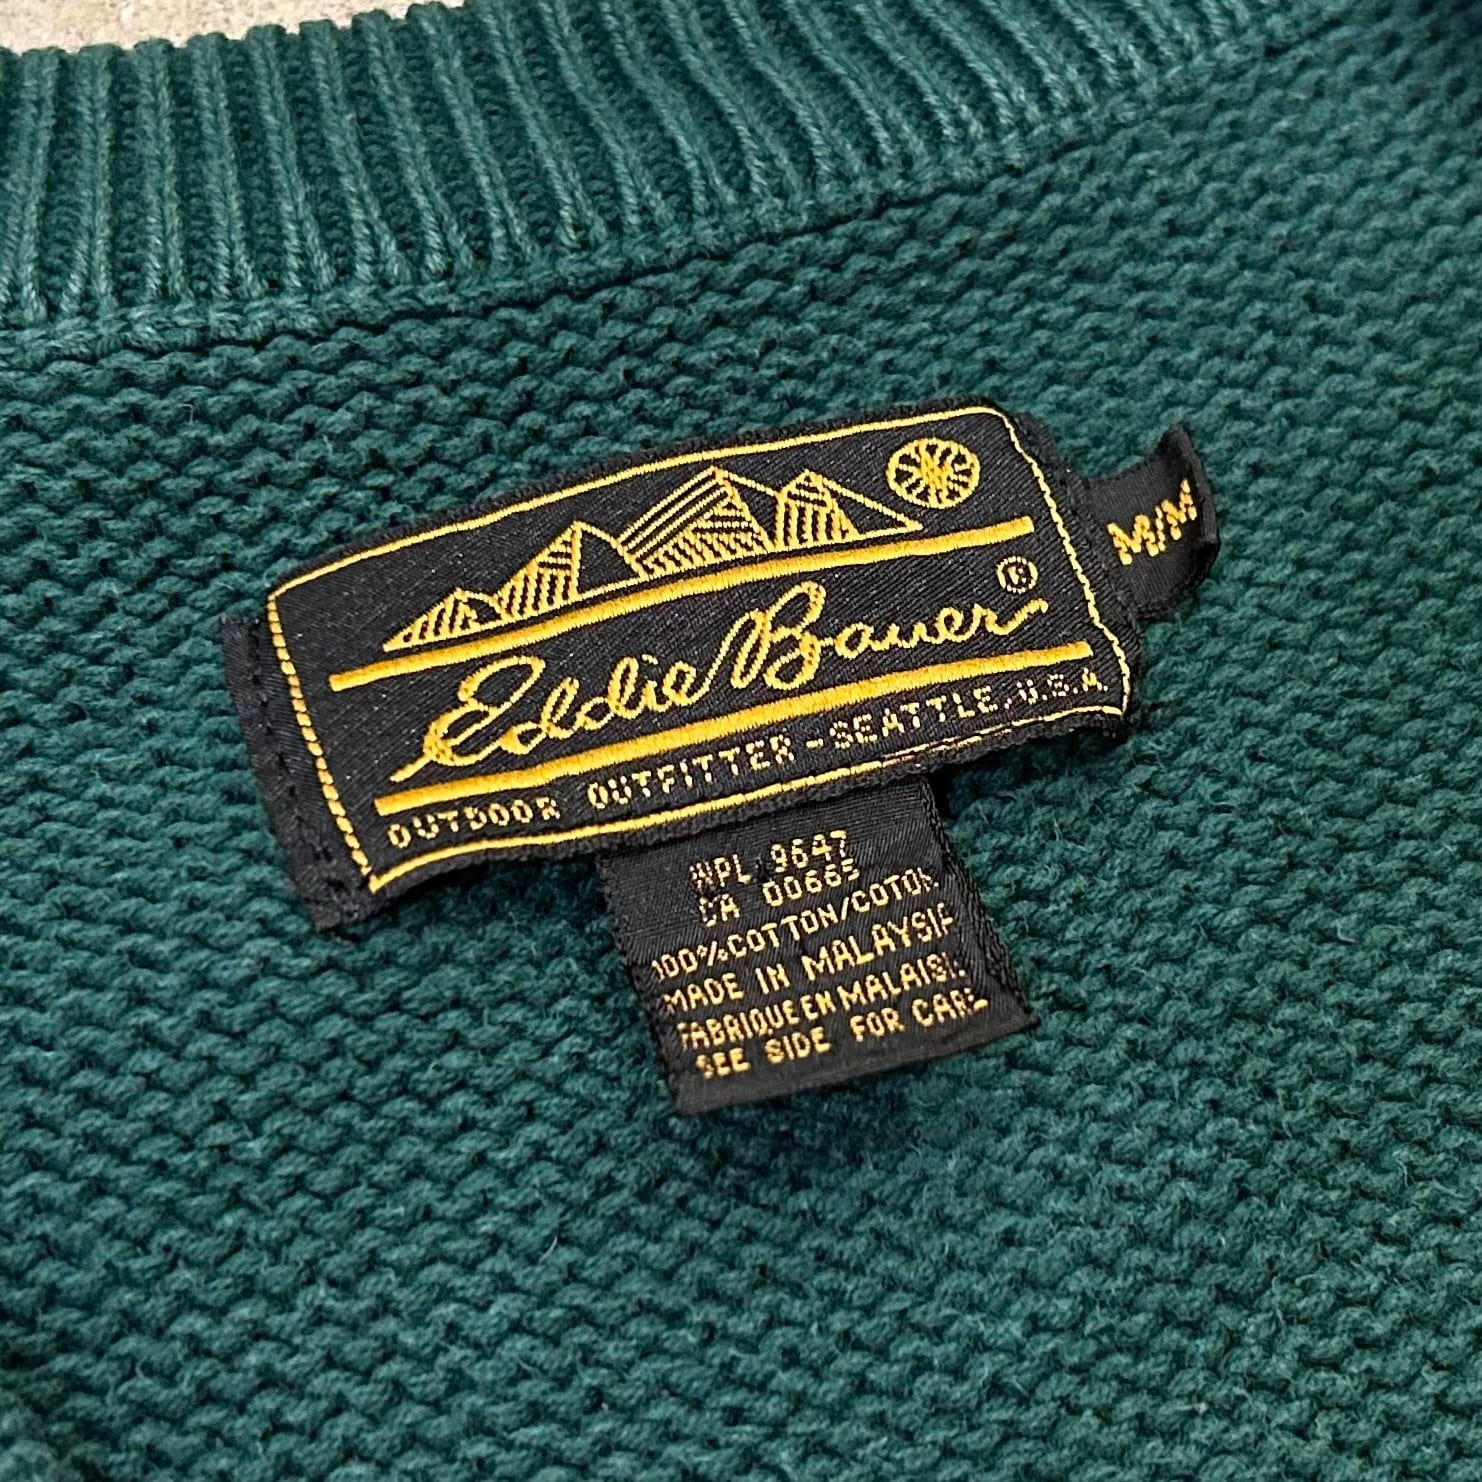 Eddie Bauer®
OUTDOOR OUTFITTER - SEATTLE, U.S.A.
M/M
WPL 9647
CA 00665
100%COTTON/COTON
MADE IN MALAYSIA
FABRIQUE EN MALAISIE
SEE SIDE FOR CARE